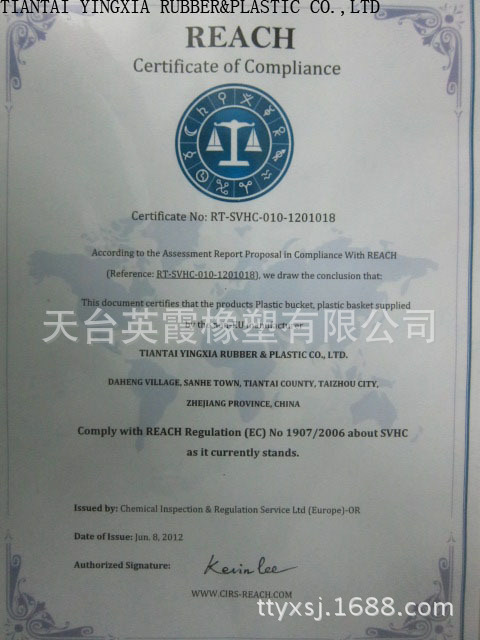 TIANTAI YINGXIA RUBBER&PLASTIC CO.,LTD
REACH
Certificate of Compliance
Certificate No: RT-SVHC-010-1201018
According to the Assessment Report Proposal in Compliance With REACH
(Reference: RT-SVHC-010-1201018), we draw the conclusion that:
This document certifies that the products Plastic bucket, plastic basket supplied
by the non-EU manufacturer
天台英霞橡塑有限公司
TIANTAI YINGXIA RUBBER & PLASTIC CO., LTD.
DAHENG VILLAGE, SANHE TOWN, TIANTAI COUNTY, TAIZHOU CITY,
ZHEJIANG PROVINCE, CHINA
Comply with REACH Regulation (EC) No 1907/2006 about SVHC
as it currently stands.
Issued by: Chemical Inspection & Regulation Service Ltd (Europe)-OR
Date of Issue: Jun. 8, 2012
Authorized Signature: Kevin Lee
WWW.CIRS-REACH.COM
ttyxsj.1688.com